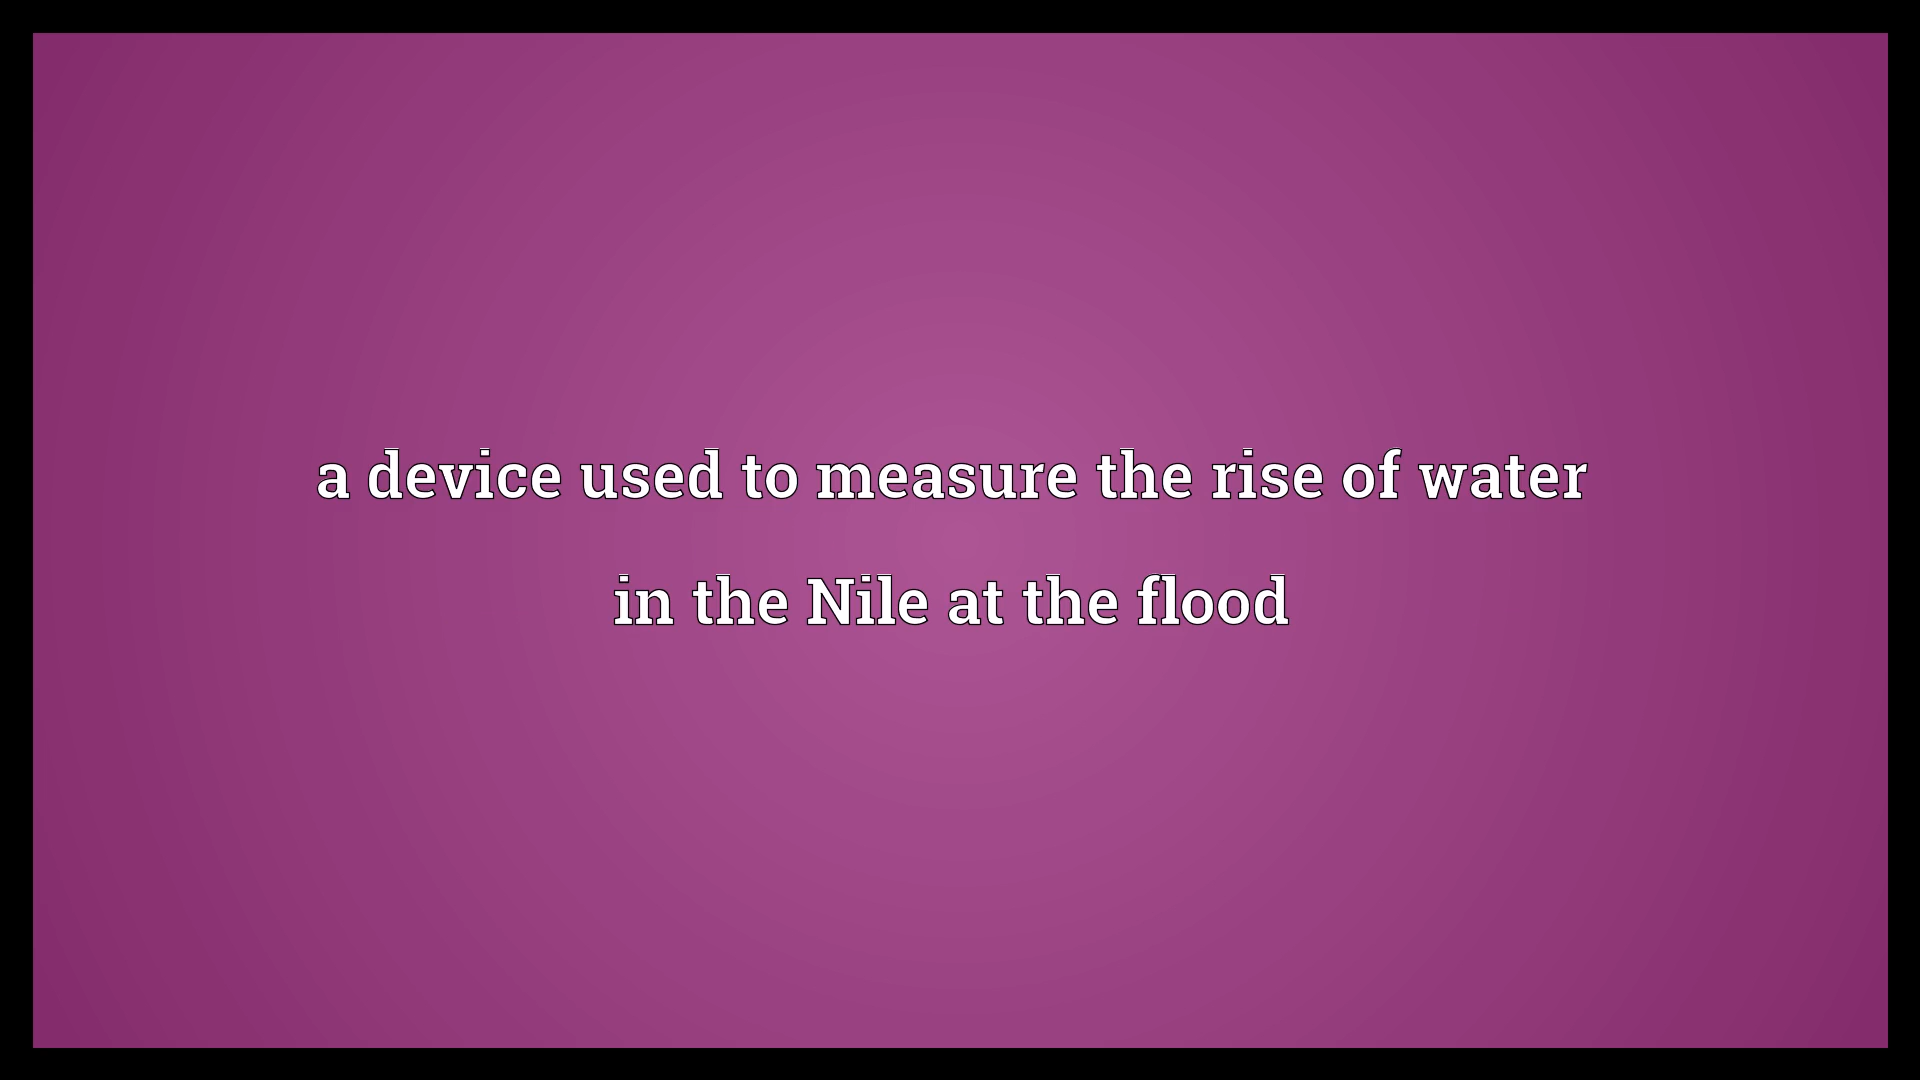 a device used to measure the rise of water
in the Nile at the flood